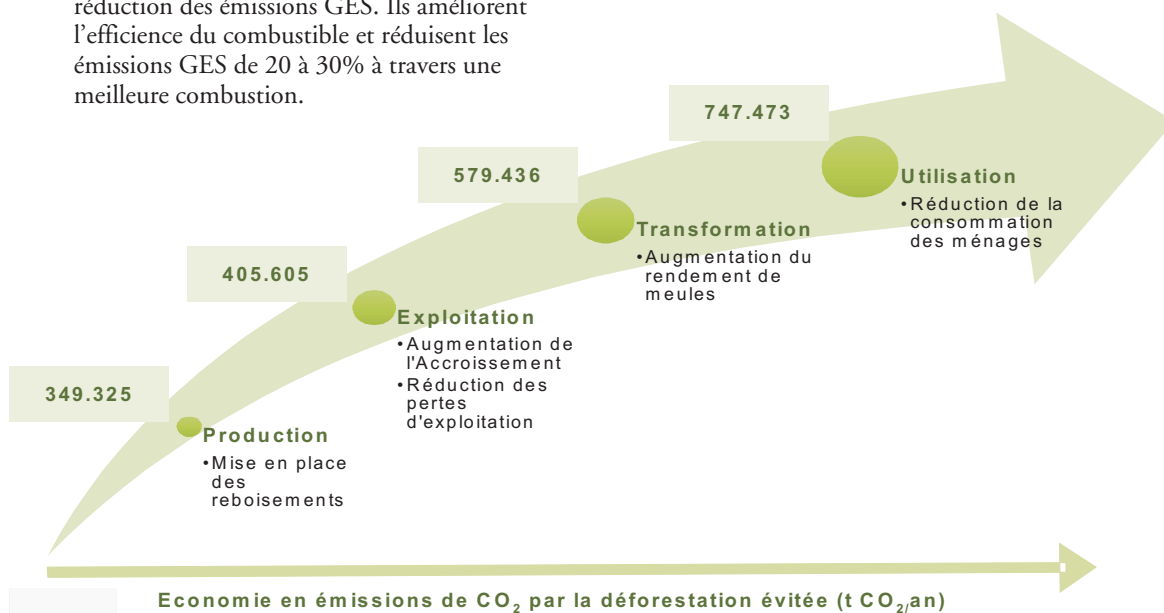 réduction des émissions GES. Ils améliorent
l'efficience du combustible et réduisent les
émissions GES de 20 à 30% à travers une
meilleure combustion.
747.473
Utilisation
•Réduction de la
consommation
des ménages
579.436
Transformation
•Augmentation du
rendement de
meules
405.605
Exploitation
•Augmentation de
l'Accroissement
•Réduction des
pertes
d'exploitation
349.325
Production
•Mise en place
des
reboisements
Economie en émissions de CO2 par la déforestation évitée (t CO2/an)